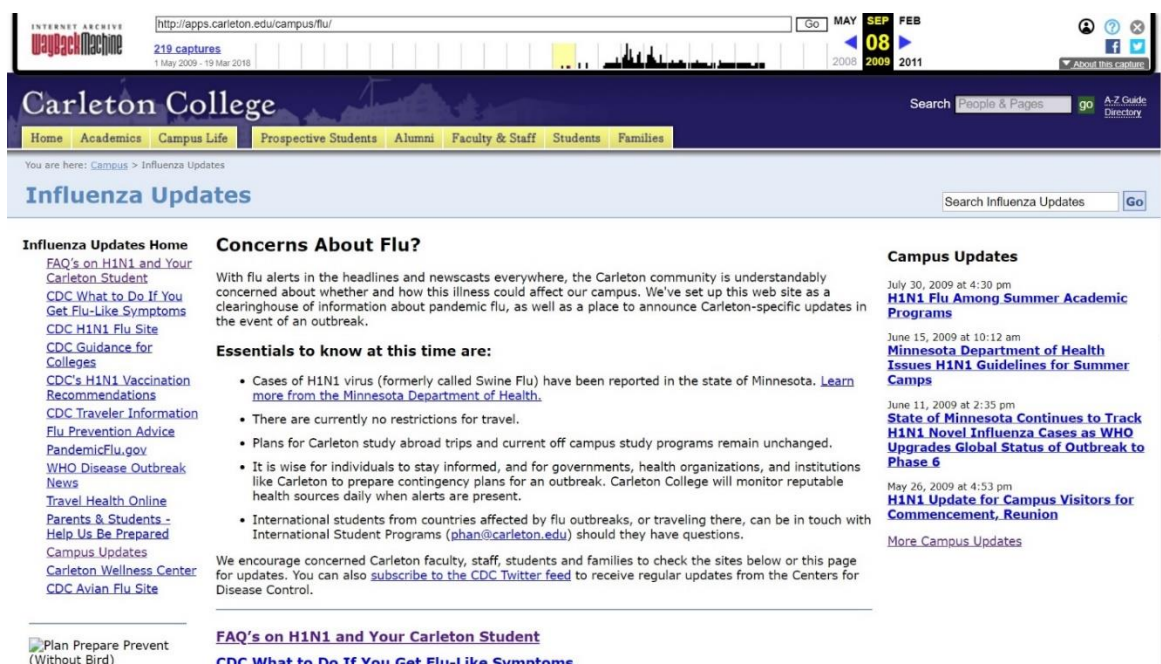 INTERNET ARCHIVE
WayBackMachine
http://apps.carleton.edu/campus/flu/
Go
219 captures
1 May 2009 - 19 Mar 2018
MAY SEP FEB
08
2008 2009 2011
About this capture
Carleton College
Search People & Pages go
A-Z Guide
Directory
Home Academics Campus Life Prospective Students Alumni Faculty & Staff Students Families
You are here: Campus > Influenza Updates
Influenza Updates
Search Influenza Updates Go
Influenza Updates Home
FAQ's on H1N1 and Your
Carleton Student
CDC What to Do If You
Get Flu-Like Symptoms
CDC H1N1 Flu Site
CDC Guidance for
Colleges
CDC's H1N1 Vaccination
Recommendations
CDC Traveler Information
Flu Prevention Advice
PandemicFlu.gov
WHO Disease Outbreak
News
Travel Health Online
Parents & Students -
Help Us Be Prepared
Campus Updates
Carleton Wellness Center
CDC Avian Flu Site
Plan Prepare Prevent
(Without Bird)
Concerns About Flu?
With flu alerts in the headlines and newscasts everywhere, the Carleton community is understandably
concerned about whether and how this illness could affect our campus. We've set up this web site as a
clearinghouse of information about pandemic flu, as well as a place to announce Carleton-specific updates in
the event of an outbreak.
Essentials to know at this time are:
• Cases of H1N1 virus (formerly called Swine Flu) have been reported in the state of Minnesota. Learn
more from the Minnesota Department of Health.
• There are currently no restrictions for travel.
• Plans for Carleton study abroad trips and current off campus study programs remain unchanged.
• It is wise for individuals to stay informed, and for governments, health organizations, and institutions
like Carleton to prepare contingency plans for an outbreak. Carleton College will monitor reputable
health sources daily when alerts are present.
• International students from countries affected by flu outbreaks, or traveling there, can be in touch with
International Student Programs (phan@carleton.edu) should they have questions.
We encourage concerned Carleton faculty, staff, students and families to check the sites below or this page
for updates. You can also subscribe to the CDC Twitter feed to receive regular updates from the Centers for
Disease Control.
FAQ's on H1N1 and Your Carleton Student
CDC What to Do If You Get Flu-Like Symptoms
Campus Updates
July 30, 2009 at 4:30 pm
H1N1 Flu Among Summer Academic
Programs
June 15, 2009 at 10:12 am
Minnesota Department of Health
Issues H1N1 Guidelines for Summer
Camps
June 11, 2009 at 2:35 pm
State of Minnesota Continues to Track
H1N1 Novel Influenza Cases as WHO
Upgrades Global Status of Outbreak to
Phase 6
May 26, 2009 at 4:53 pm
H1N1 Update for Campus Visitors for
Commencement, Reunion
More Campus Updates